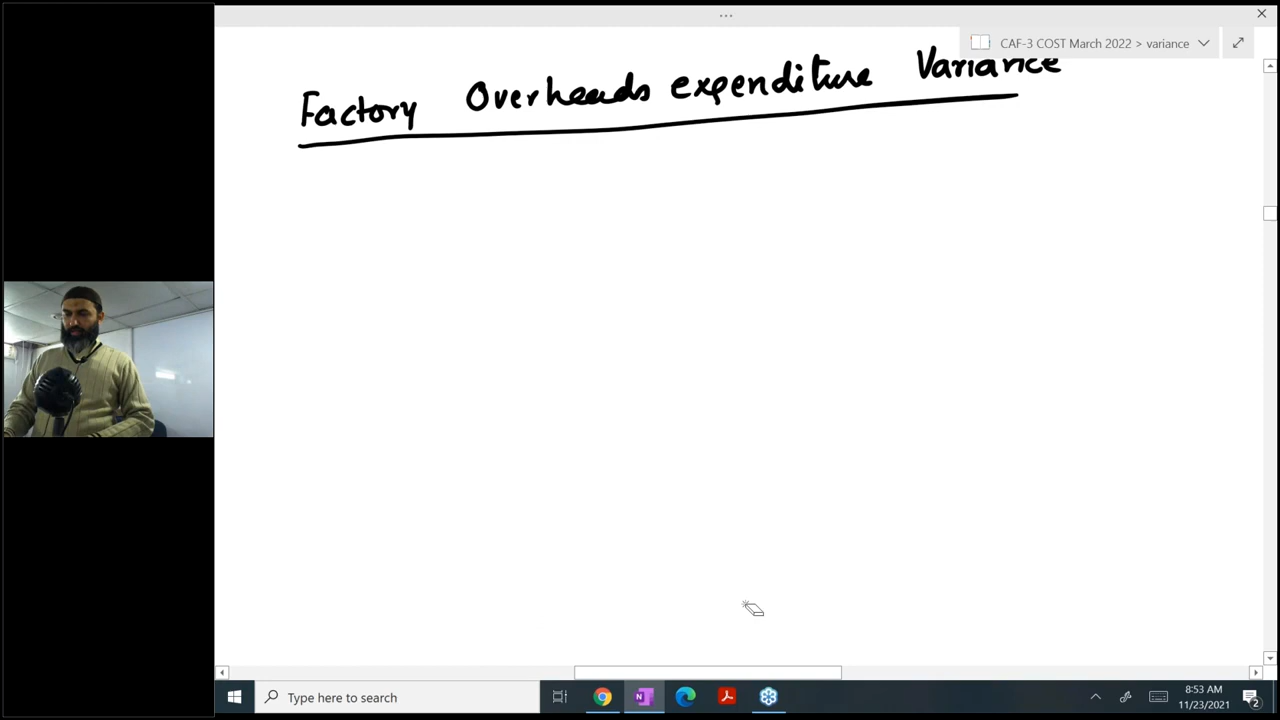 CAF-3 COST March 2022 > variance
Factory Overheads expenditure Variance
Type here to search
8:53 AM
11/23/2021
2